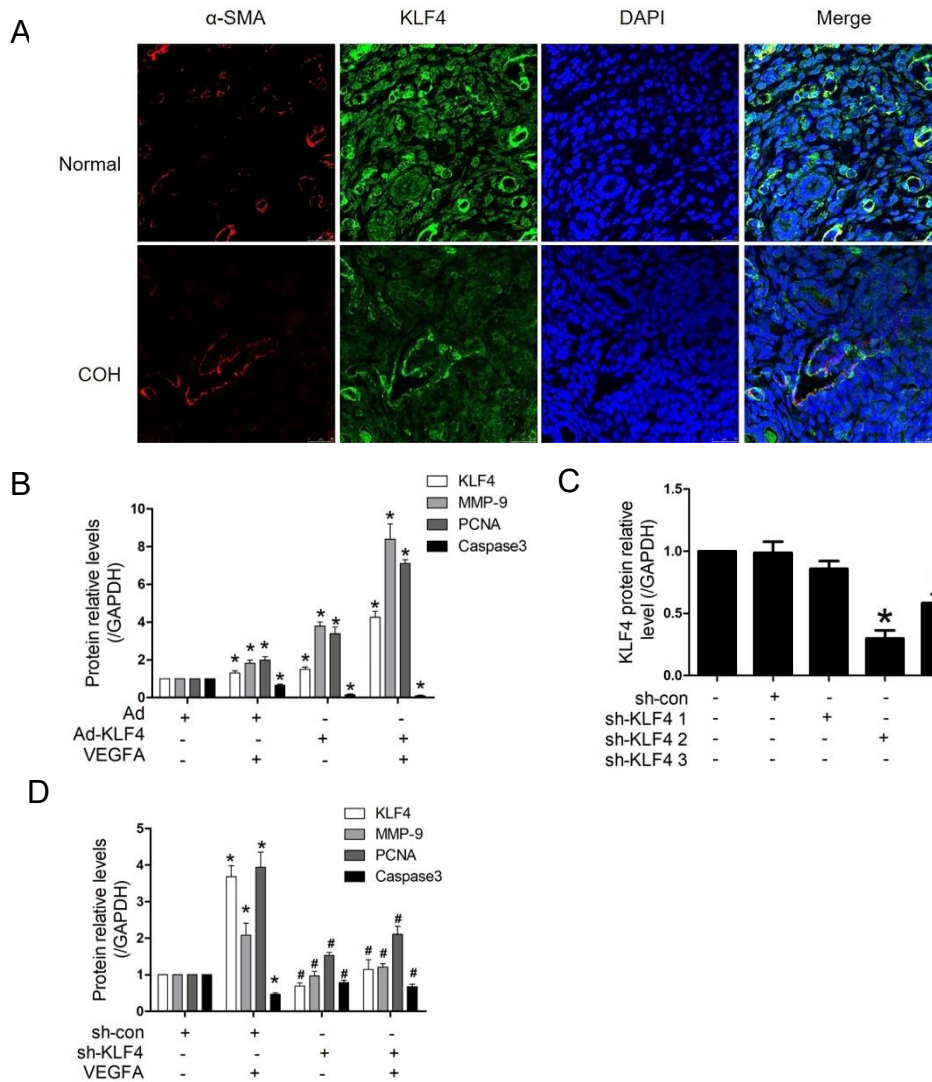 A
α-SMA KLF4 DAPI Merge
Normal
COH
B
KLF4
MMP-9
PCNA
Caspase3
Protein relative levels
(/GAPDH)
10
8
6
4
2
0
* * * * * * * * * * * *
Ad + + - -
Ad-KLF4 - - + +
VEGFA - + - +
C
KLF4 protein relative
level (/GAPDH)
1.5
1.0
0.5
0.0
*
sh-con - + - -
sh-KLF4 1 - - + -
sh-KLF4 2 - - - +
sh-KLF4 3 - - - -
D
KLF4
MMP-9
PCNA
Caspase3
Protein relative levels
(/GAPDH)
5
4
3
2
1
0
* * * * # # # # # # # #
sh-con + + - -
sh-KLF4 - - + +
VEGFA - + - +